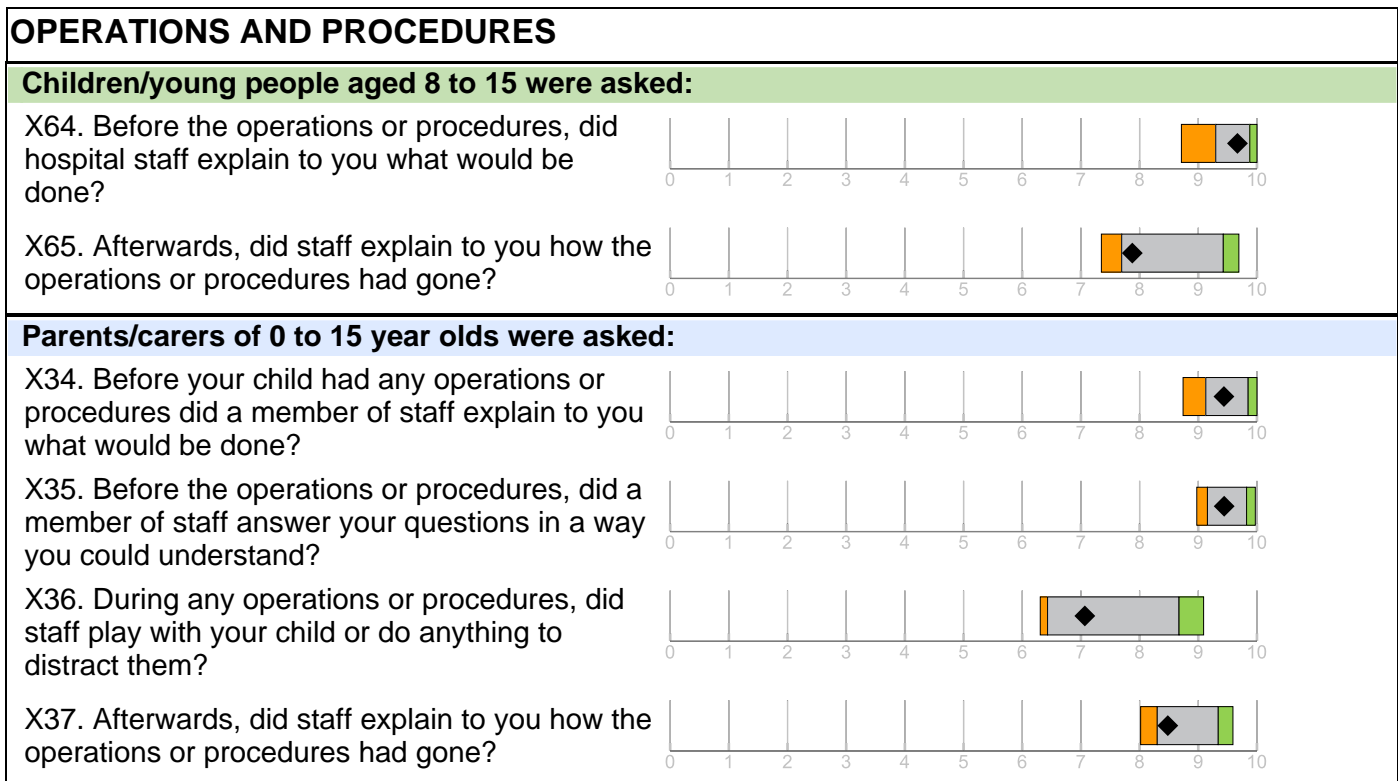 OPERATIONS AND PROCEDURES
Children/young people aged 8 to 15 were asked:
X64. Before the operations or procedures, did
hospital staff explain to you what would be
done?
0 1 2 3 4 5 6 7 8 9 10
X65. Afterwards, did staff explain to you how the
operations or procedures had gone?
0 1 2 3 4 5 6 7 8 9 10
Parents/carers of 0 to 15 year olds were asked:
X34. Before your child had any operations or
procedures did a member of staff explain to you
what would be done?
0 1 2 3 4 5 6 7 8 9 10
X35. Before the operations or procedures, did a
member of staff answer your questions in a way
you could understand?
0 1 2 3 4 5 6 7 8 9 10
X36. During any operations or procedures, did
staff play with your child or do anything to
distract them?
0 1 2 3 4 5 6 7 8 9 10
X37. Afterwards, did staff explain to you how the
operations or procedures had gone?
0 1 2 3 4 5 6 7 8 9 10